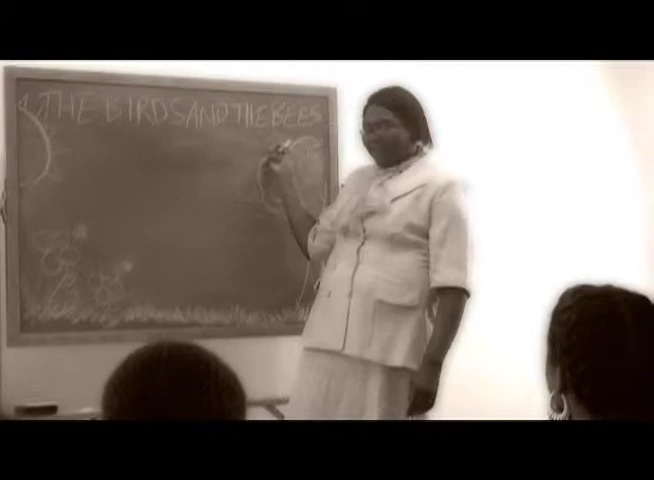 THE BIRDS AND THE BEES